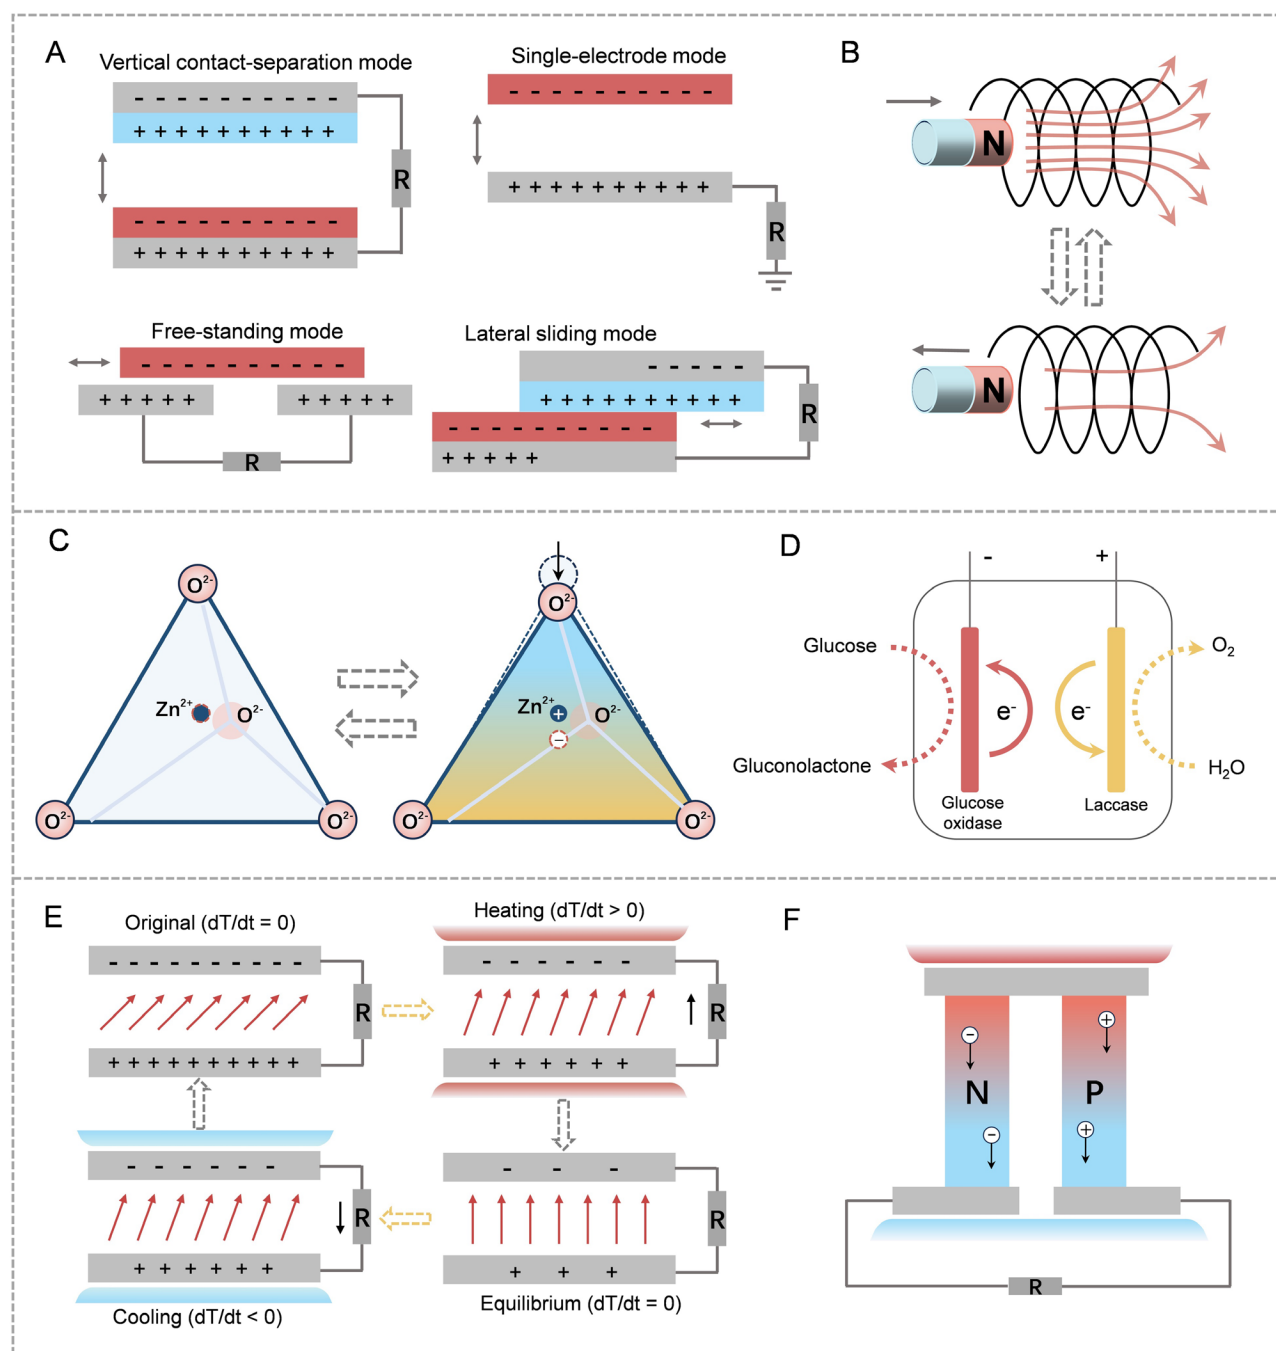 A
Vertical contact-separation mode
- - - - - - - - - -
+ + + + + + + + + +
R
- - - - - - - - - -
+ + + + + + + + + +
Single-electrode mode
- - - - - - - - - -
+ + + + + + + + + +
R
Free-standing mode
- - - - - - - - - -
+ + + + + + + + + +
R
Lateral sliding mode
- - - - -
+ + + + + + + + + +
R
- - - - - - - - - -
+ + + + +
B
N
N
C
O²⁻
Zn²⁺
O²⁻
O²⁻
O²⁻
O²⁻
Zn²⁺ +
O²⁻
-
O²⁻
O²⁻
D
- +
Glucose
O₂
e⁻ e⁻
Gluconolactone
H₂O
Glucose
oxidase
Laccase
E
Original (dT/dt = 0)
- - - - - - - - - -
R
+ + + + + + + + + +
Heating (dT/dt > 0)
- - - - - -
R
+ + + + + +
- - - - - -
R
+ + + + + +
Cooling (dT/dt < 0)
- - -
R
+ + +
Equilibrium (dT/dt = 0)
F
- +
N P
- +
R